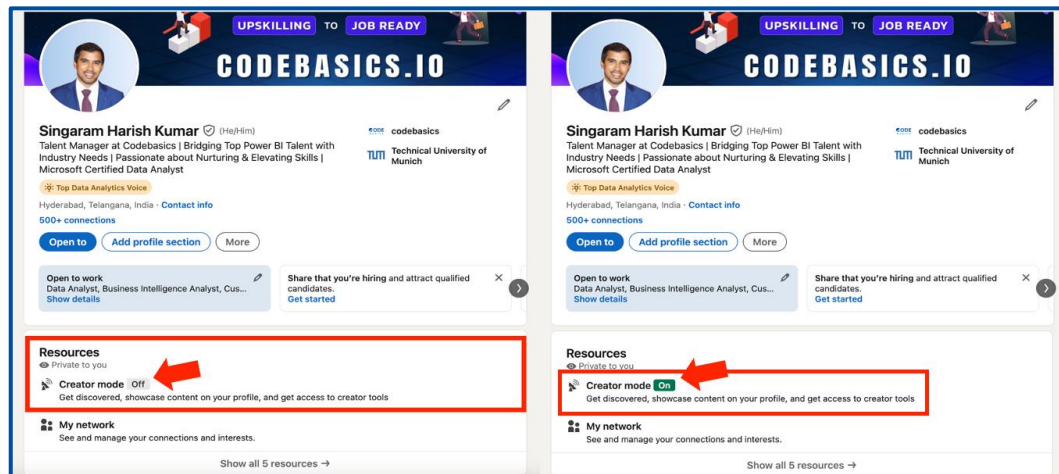 UPSKILLING TO JOB READY
CODEBASICS.IO
Singaram Harish Kumar (He/Him)
Talent Manager at Codebasics | Bridging Top Power BI Talent with
Industry Needs | Passionate about Nurturing & Elevating Skills |
Microsoft Certified Data Analyst
CODE codebasics
TUM Technical University of
Munich
Top Data Analytics Voice
Hyderabad, Telangana, India · Contact info
500+ connections
Open to Add profile section More
Open to work
Data Analyst, Business Intelligence Analyst, Cus...
Show details
Share that you're hiring and attract qualified
candidates.
Get started
Resources
Private to you
Creator mode Off
Get discovered, showcase content on your profile, and get access to creator tools
My network
See and manage your connections and interests.
Show all 5 resources →
UPSKILLING TO JOB READY
CODEBASICS.IO
Singaram Harish Kumar (He/Him)
Talent Manager at Codebasics | Bridging Top Power BI Talent with
Industry Needs | Passionate about Nurturing & Elevating Skills |
Microsoft Certified Data Analyst
CODE codebasics
TUM Technical University of
Munich
Top Data Analytics Voice
Hyderabad, Telangana, India · Contact info
500+ connections
Open to Add profile section More
Open to work
Data Analyst, Business Intelligence Analyst, Cus...
Show details
Share that you're hiring and attract qualified
candidates.
Get started
Resources
Private to you
Creator mode On
Get discovered, showcase content on your profile, and get access to creator tools
My network
See and manage your connections and interests.
Show all 5 resources →